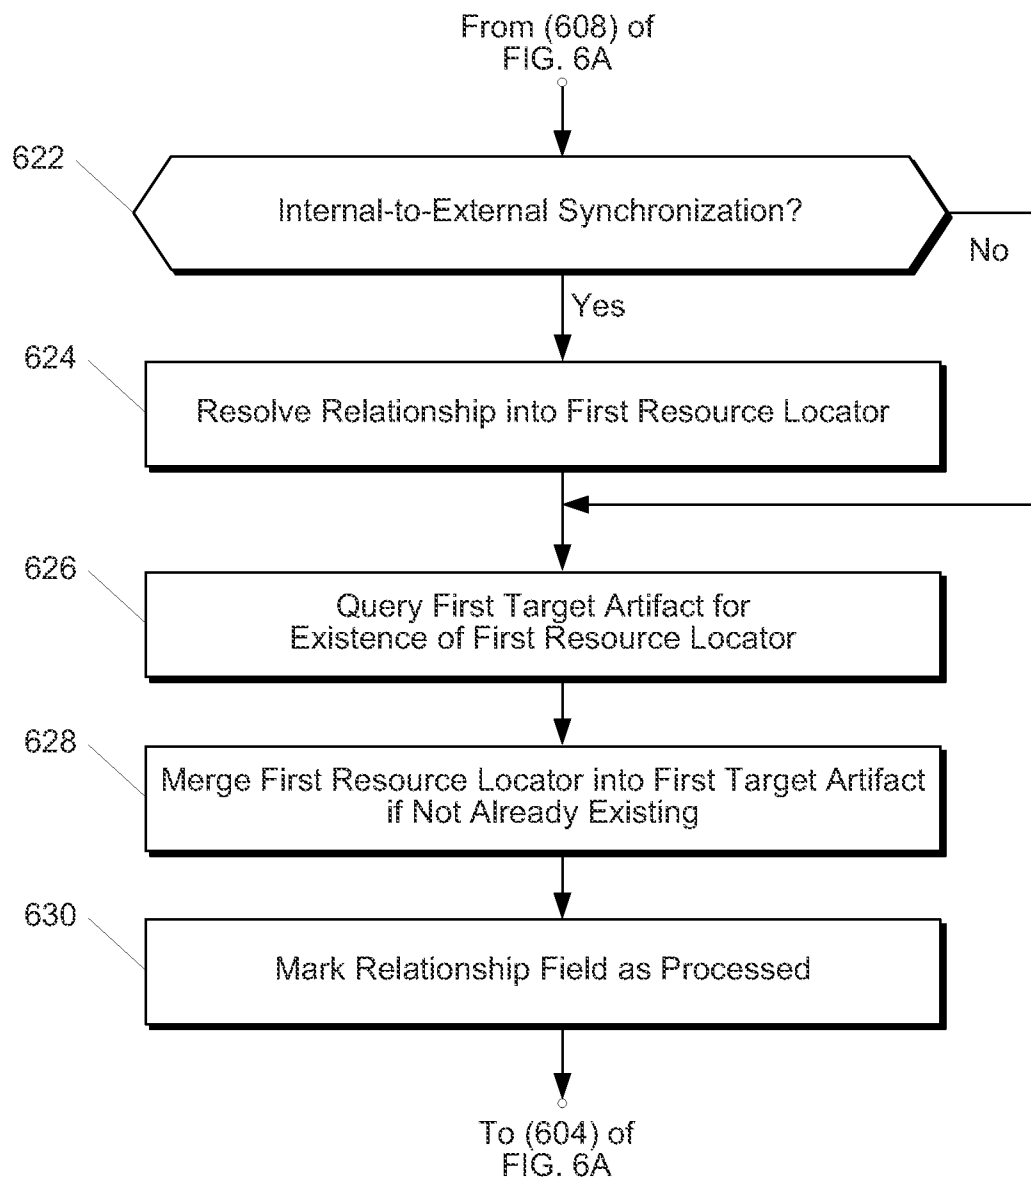 From (608) of
FIG. 6A
622
Internal-to-External Synchronization?
No
Yes
624
Resolve Relationship into First Resource Locator
626
Query First Target Artifact for
Existence of First Resource Locator
628
Merge First Resource Locator into First Target Artifact
if Not Already Existing
630
Mark Relationship Field as Processed
To (604) of
FIG. 6A